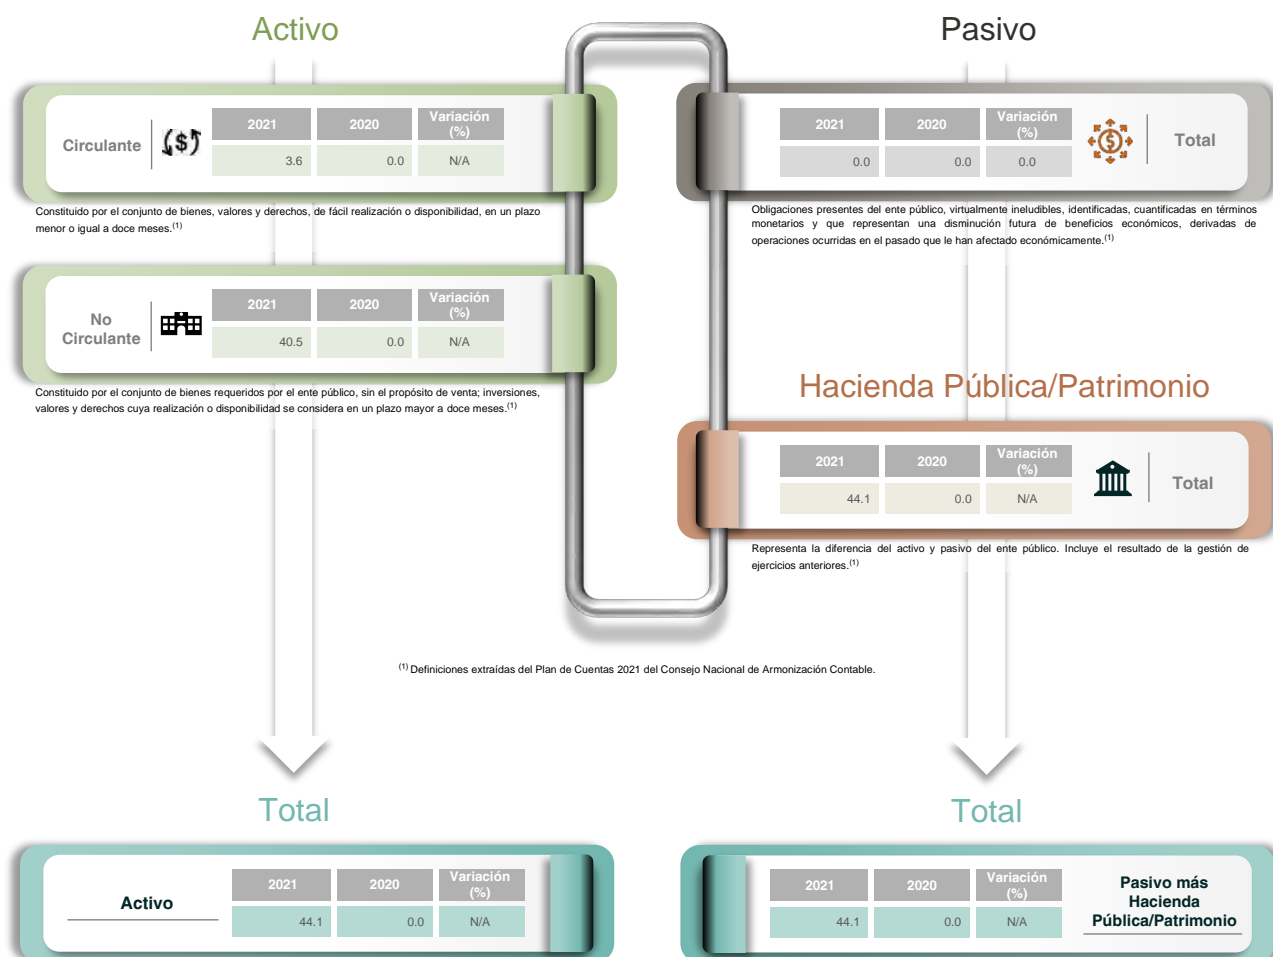 Activo
Circulante
2021 2020 Variación (%)
3.6 0.0 N/A
Constituido por el conjunto de bienes, valores y derechos, de fácil realización o disponibilidad, en un plazo
menor o igual a doce meses.(1)
No
Circulante
2021 2020 Variación (%)
40.5 0.0 N/A
Constituido por el conjunto de bienes requeridos por el ente público, sin el propósito de venta; inversiones,
valores y derechos cuya realización o disponibilidad se considera en un plazo mayor a doce meses.(1)
Pasivo
2021 2020 Variación (%)
0.0 0.0 0.0
Total
Obligaciones presentes del ente público, virtualmente ineludibles, identificadas, cuantificadas en términos
monetarios y que representan una disminución futura de beneficios económicos, derivadas de
operaciones ocurridas en el pasado que le han afectado económicamente.(1)
Hacienda Pública/Patrimonio
2021 2020 Variación (%)
44.1 0.0 N/A
Total
Representa la diferencia del activo y pasivo del ente público. Incluye el resultado de la gestión de
ejercicios anteriores.(1)
(1) Definiciones extraídas del Plan de Cuentas 2021 del Consejo Nacional de Armonización Contable.
Total
Activo
2021 2020 Variación (%)
44.1 0.0 N/A
Total
2021 2020 Variación (%)
44.1 0.0 N/A
Pasivo más
Hacienda
Pública/Patrimonio